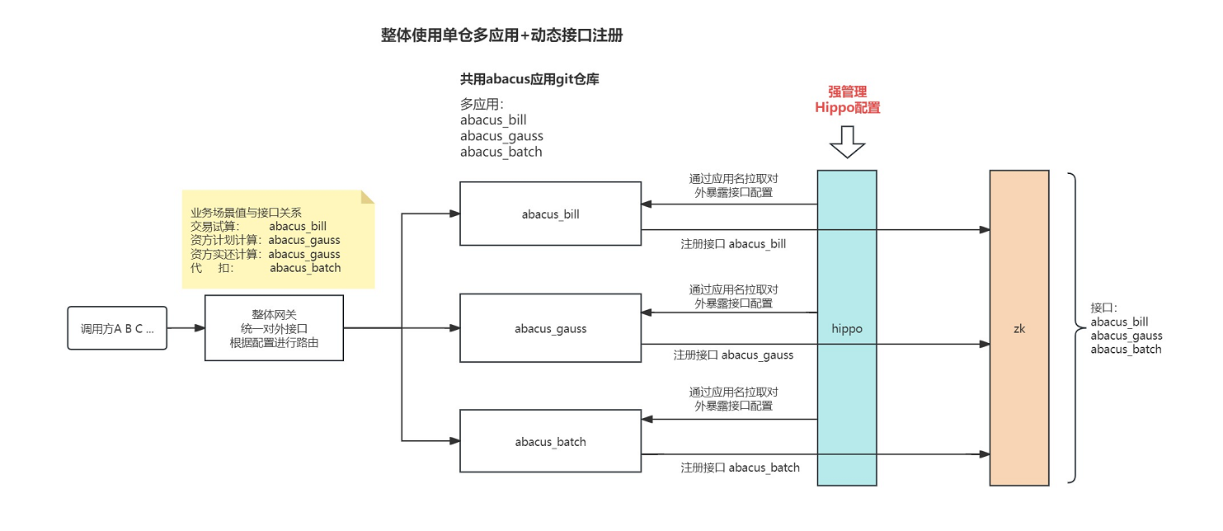 整体使用单仓多应用+动态接口注册
共用abacus应用git仓库
多应用：
abacus_bill
abacus_gauss
abacus_batch
强管理
Hippo配置
业务场景值与接口关系
交易试算： abacus_bill
资方计划计算：abacus_gauss
资方实还计算：abacus_gauss
代 扣： abacus_batch
调用方A B C ...
整体网关
统一对外接口
根据配置进行路由
abacus_bill
通过应用名拉取对
外暴露接口配置
注册接口 abacus_bill
abacus_gauss
通过应用名拉取对
外暴露接口配置
注册接口 abacus_gauss
abacus_batch
通过应用名拉取对
外暴露接口配置
注册接口 abacus_batch
hippo
zk
接口：
abacus_bill
abacus_gauss
abacus_batch